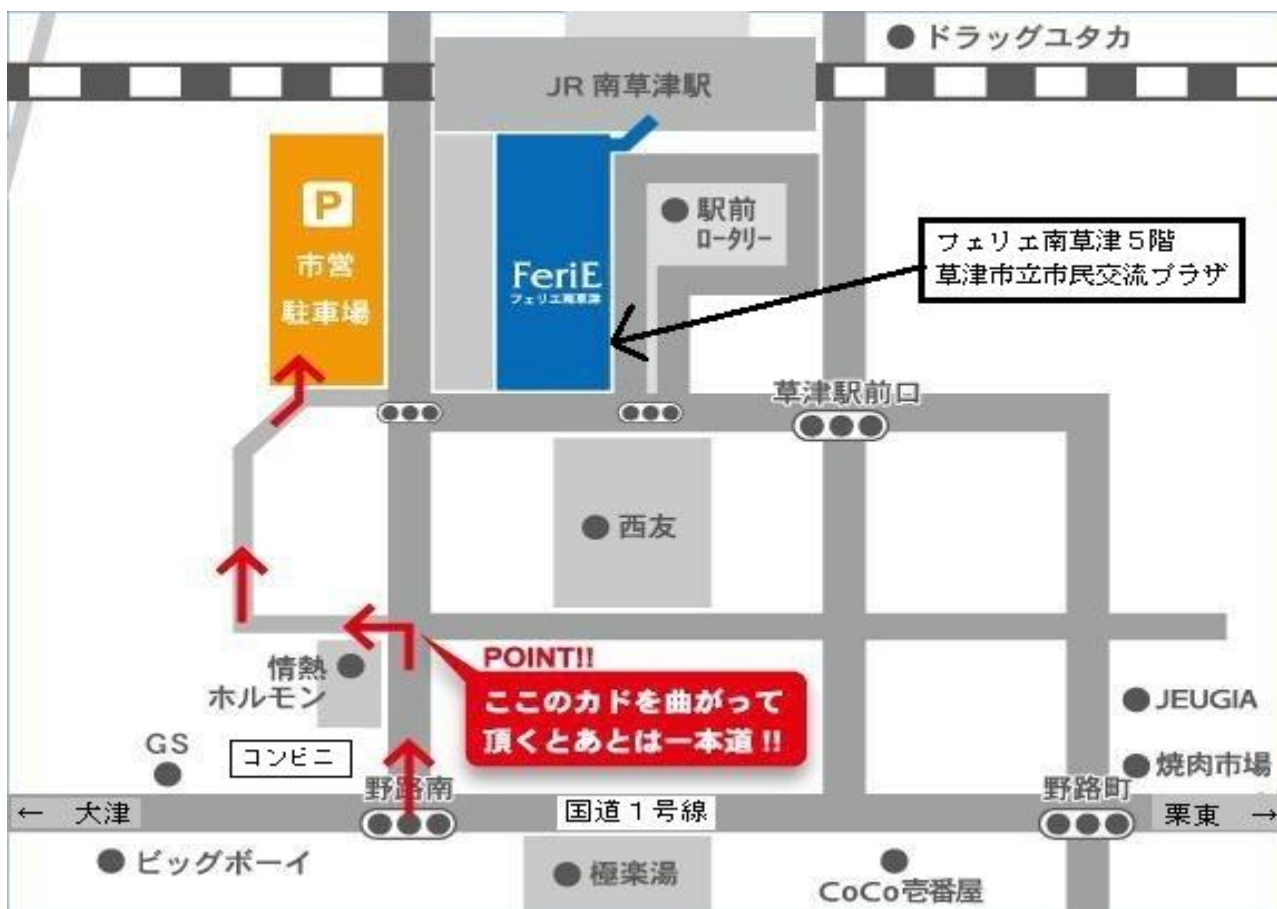 ドラッグユタカ
JR 南草津駅
P
市営
駐車場
FeriE
フェリエ南草津
駅前
ロータリー
フェリエ南草津5階
草津市立市民交流プラザ
草津駅前口
西友
POINT!!
ここのカドを曲がって
頂くとあとは一本道!!
情熱
ホルモン
JEUGIA
GS
コンビニ
焼肉市場
野路南
野路町
← 大津
国道1号線
栗東 →
ビッグボーイ
極楽湯
CoCo壱番屋